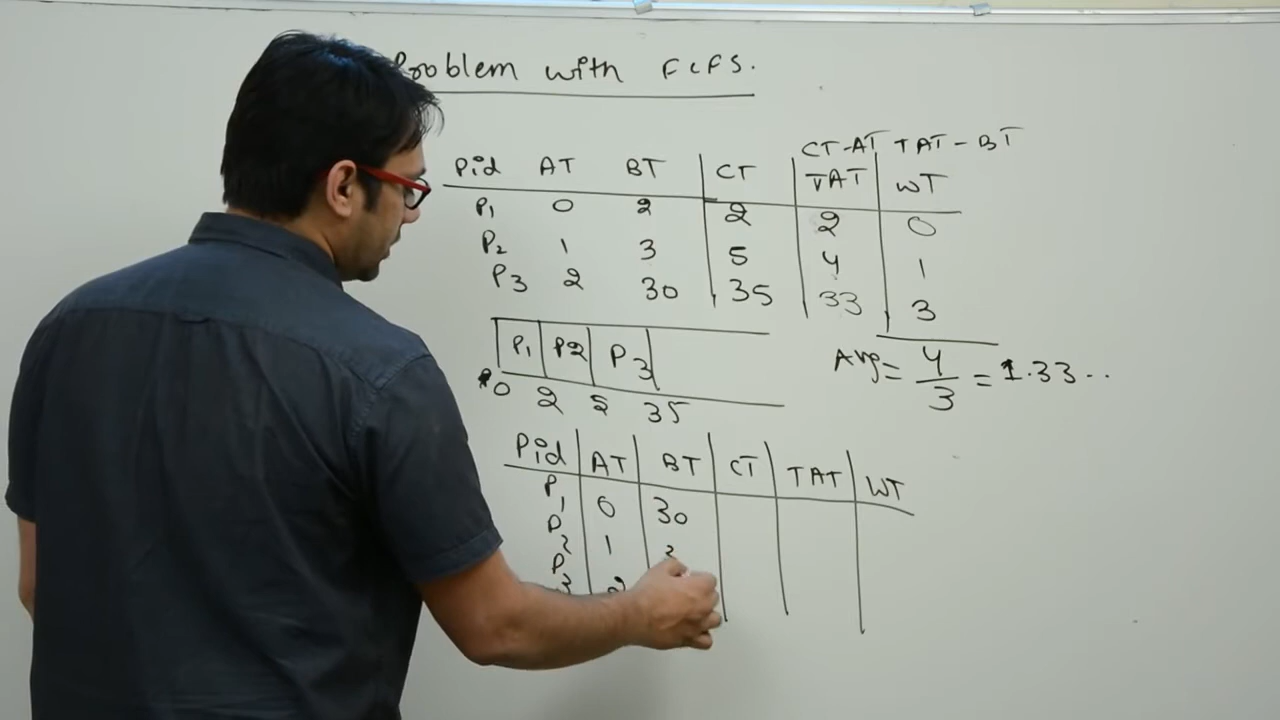 Problem with FCFS.
CT-AT TAT-BT
Pid AT BT CT TAT WT
P1 0 2 2 2 0
P2 1 3 5 4 1
P3 2 30 35 33 3
P1 P2 P3
0 2 5 35
Avg = 4/3 = 1.33..
Pid AT BT CT TAT WT
P1 0 30
P2 1
P3 2